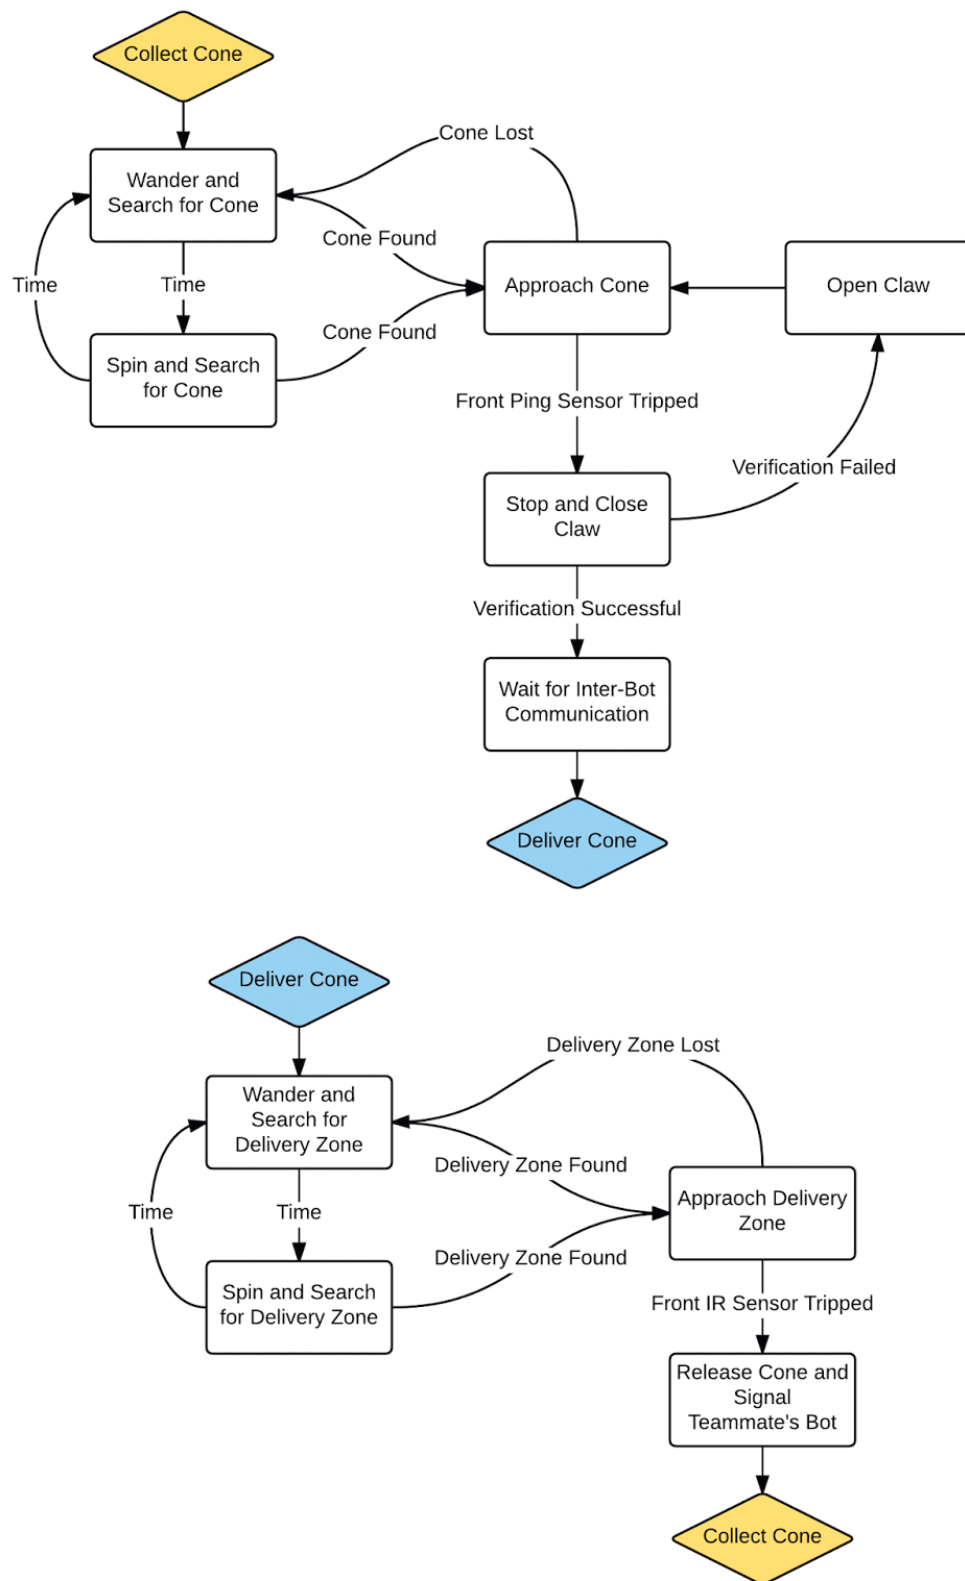 Collect Cone
Cone Lost
Wander and
Search for Cone
Cone Found
Time
Time
Approach Cone
Open Claw
Cone Found
Spin and Search
for Cone
Front Ping Sensor Tripped
Verification Failed
Stop and Close
Claw
Verification Successful
Wait for Inter-Bot
Communication
Deliver Cone
Deliver Cone
Delivery Zone Lost
Wander and
Search for
Delivery Zone
Delivery Zone Found
Appraoch Delivery
Zone
Time
Time
Delivery Zone Found
Spin and Search
for Delivery Zone
Front IR Sensor Tripped
Release Cone and
Signal
Teammate's Bot
Collect Cone